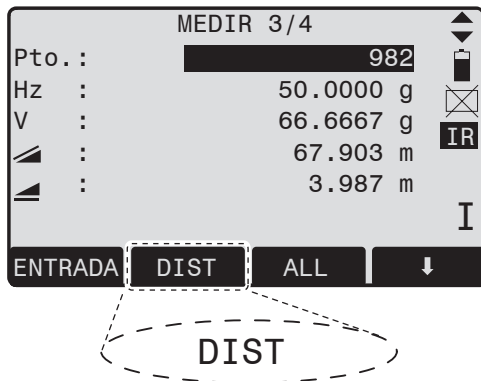 MEDIR 3/4
Pto.: 982
Hz : 50.0000 g
V : 66.6667 g
: 67.903 m
: 3.987 m
IR
I
ENTRADA DIST ALL ⬇
DIST